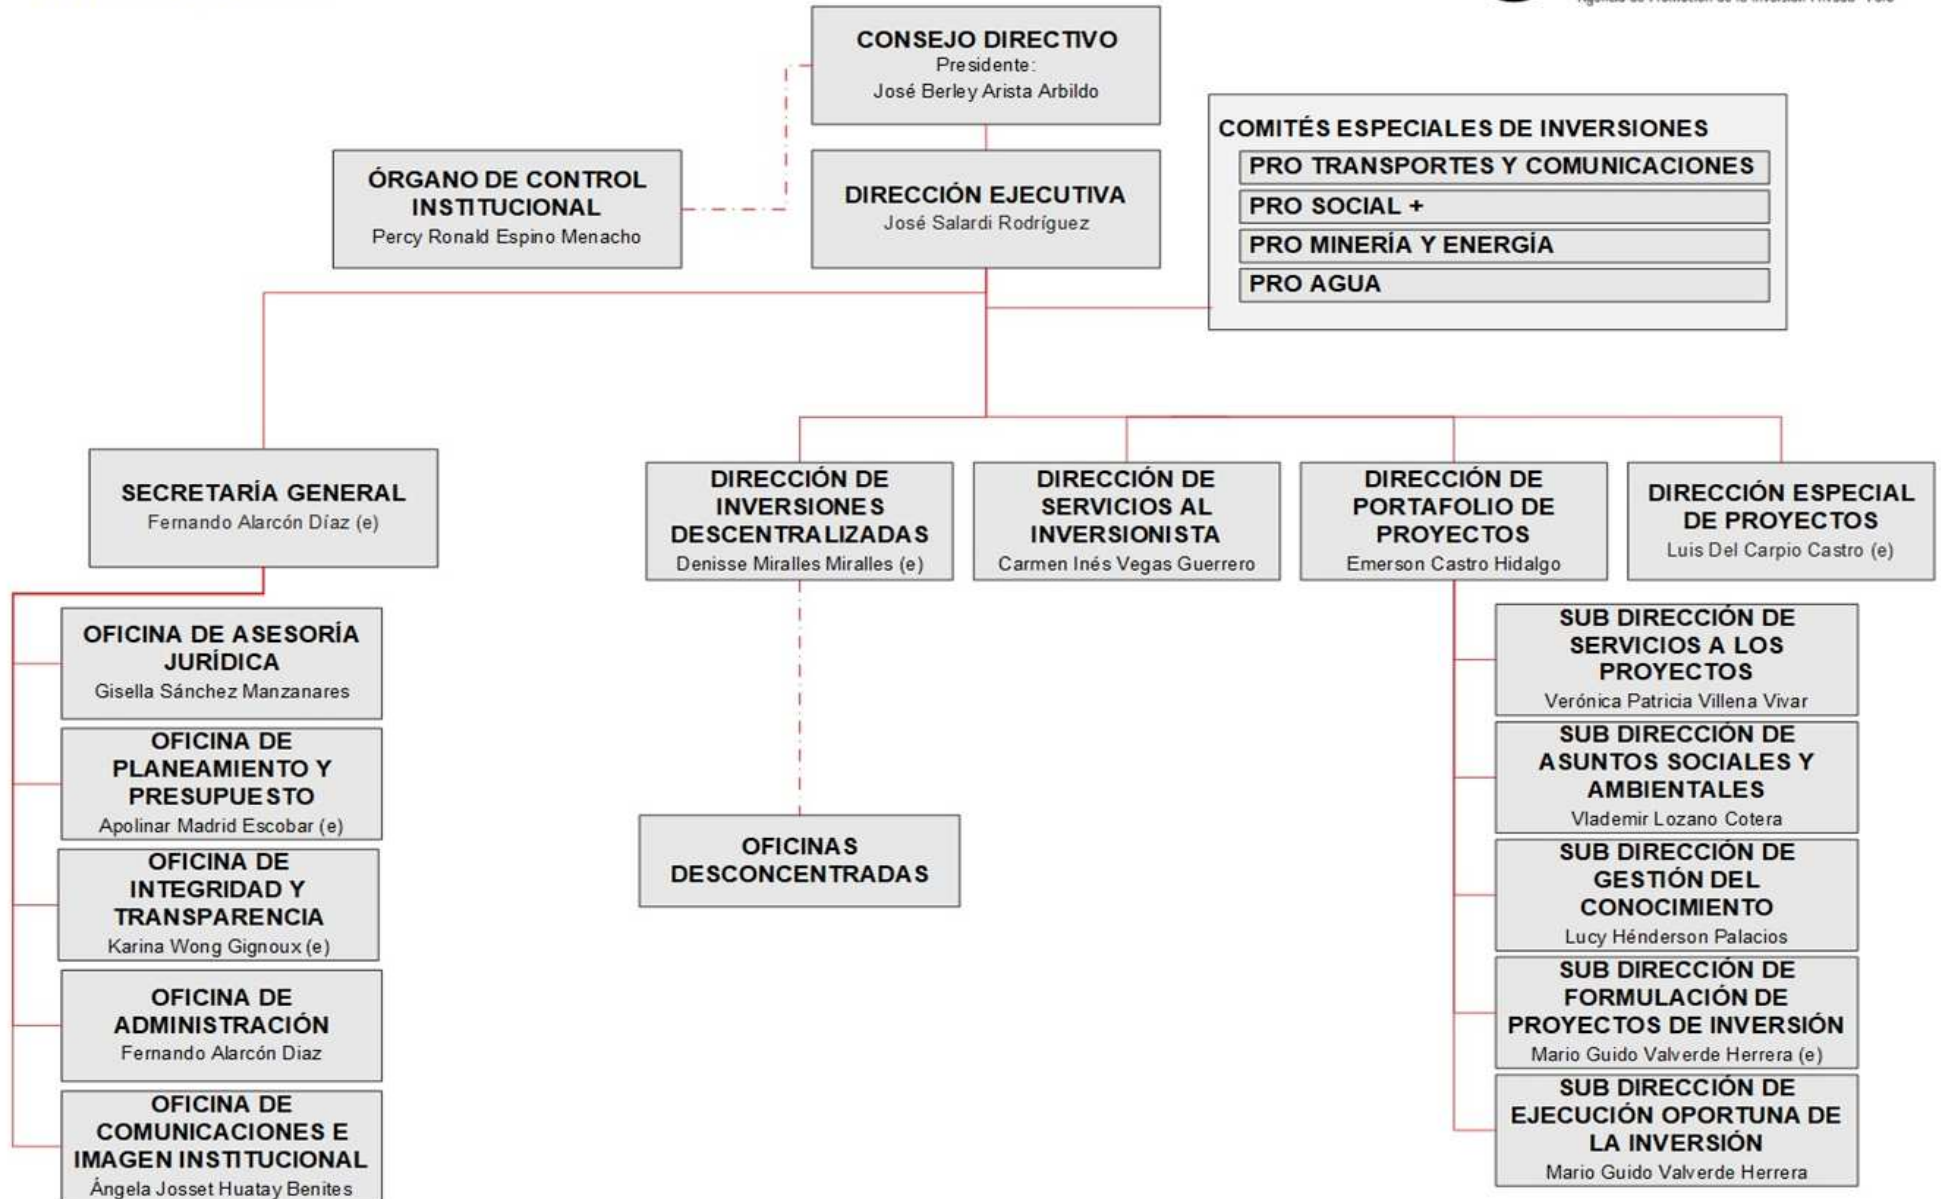 CONSEJO DIRECTIVO
Presidente:
José Berley Arista Arbildo
COMITÉS ESPECIALES DE INVERSIONES
PRO TRANSPORTES Y COMUNICACIONES
PRO SOCIAL +
PRO MINERÍA Y ENERGÍA
PRO AGUA
ÓRGANO DE CONTROL
INSTITUCIONAL
Percy Ronald Espino Menacho
DIRECCIÓN EJECUTIVA
José Salardi Rodríguez
SECRETARÍA GENERAL
Fernando Alarcón Díaz (e)
DIRECCIÓN DE
INVERSIONES
DESCENTRALIZADAS
Denisse Miralles Miralles (e)
DIRECCIÓN DE
SERVICIOS AL
INVERSIONISTA
Carmen Inés Vegas Guerrero
DIRECCIÓN DE
PORTAFOLIO DE
PROYECTOS
Emerson Castro Hidalgo
DIRECCIÓN ESPECIAL
DE PROYECTOS
Luis Del Carpio Castro (e)
OFICINA DE ASESORÍA
JURÍDICA
Gisella Sánchez Manzanares
OFICINA DE
PLANEAMIENTO Y
PRESUPUESTO
Apolinar Madrid Escobar (e)
OFICINA DE
INTEGRIDAD Y
TRANSPARENCIA
Karina Wong Gignoux (e)
OFICINA DE
ADMINISTRACIÓN
Fernando Alarcón Diaz
OFICINA DE
COMUNICACIONES E
IMAGEN INSTITUCIONAL
Ángela Josset Huatay Benites
OFICINAS
DESCONCENTRADAS
SUB DIRECCIÓN DE
SERVICIOS A LOS
PROYECTOS
Verónica Patricia Villena Vivar
SUB DIRECCIÓN DE
ASUNTOS SOCIALES Y
AMBIENTALES
Vlademir Lozano Cotera
SUB DIRECCIÓN DE
GESTIÓN DEL
CONOCIMIENTO
Lucy Hénderson Palacios
SUB DIRECCIÓN DE
FORMULACIÓN DE
PROYECTOS DE INVERSIÓN
Mario Guido Valverde Herrera (e)
SUB DIRECCIÓN DE
EJECUCIÓN OPORTUNA DE
LA INVERSIÓN
Mario Guido Valverde Herrera